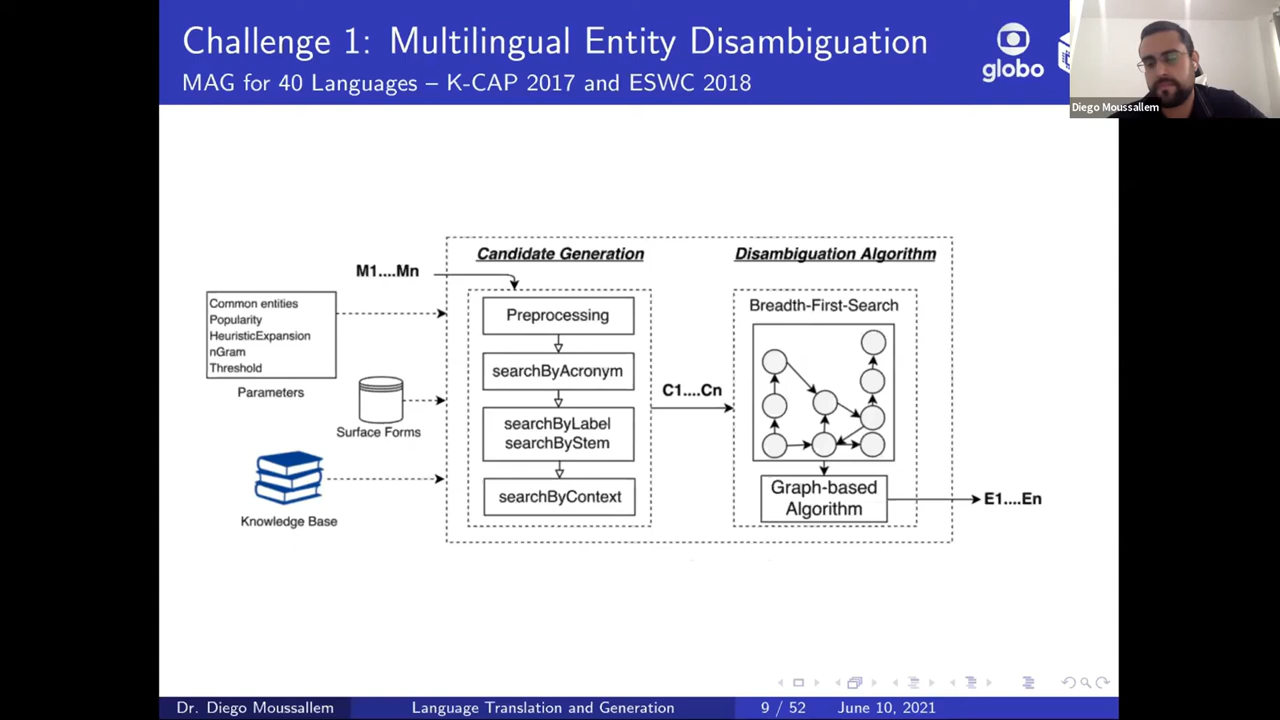 Challenge 1: Multilingual Entity Disambiguation
MAG for 40 Languages – K-CAP 2017 and ESWC 2018
globo
Diego Moussallem
Candidate Generation
Disambiguation Algorithm
M1....Mn
Common entities
Popularity
HeuristicExpansion
nGram
Threshold
Parameters
Surface Forms
Knowledge Base
Preprocessing
searchByAcronym
searchByLabel
searchByStem
searchByContext
C1....Cn
Breadth-First-Search
Graph-based
Algorithm
E1....En
Dr. Diego Moussallem
Language Translation and Generation
9 / 52
June 10, 2021